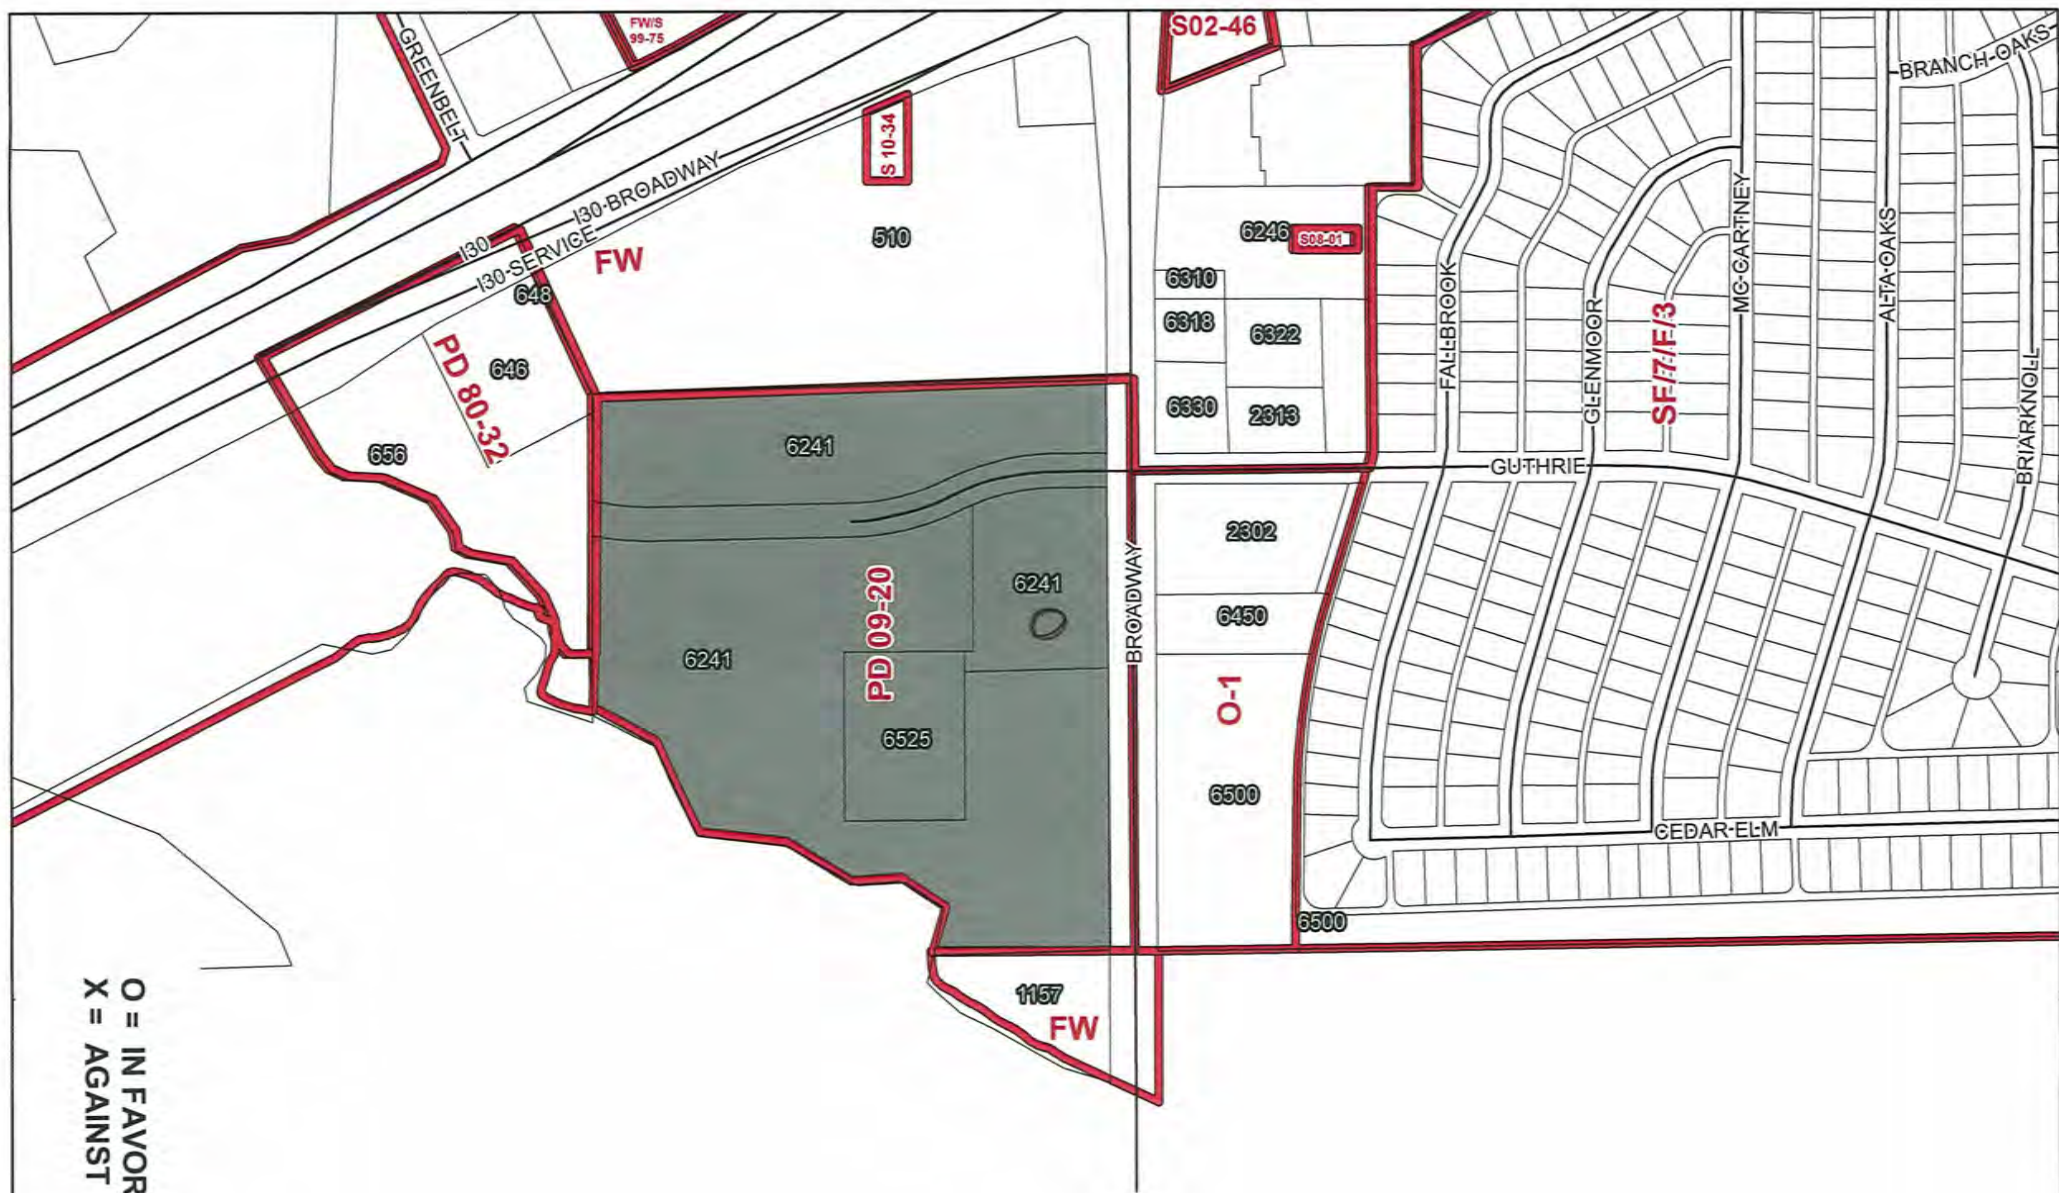 FW/S
99-75
S02-46
GREENBELT
BRANCH-OAKS
S 10-34
I30-BROADWAY
I30
I30-SERVICE
FW
510
648
PD 80-32
646
656
6246
S08-01
6310
6318
6322
6330
2313
FALLBROOK
GLENMOOR
SF/7/F/3
MC-CARTNEY
ALTA-OAKS
BRIARKNOLL
6241
GUTHRIE
2302
6241
PD 09-20
BROADWAY
6450
6241
O-1
6525
6500
CEDAR-ELM
6500
1157
FW
O = IN FAVOR
X = AGAINST